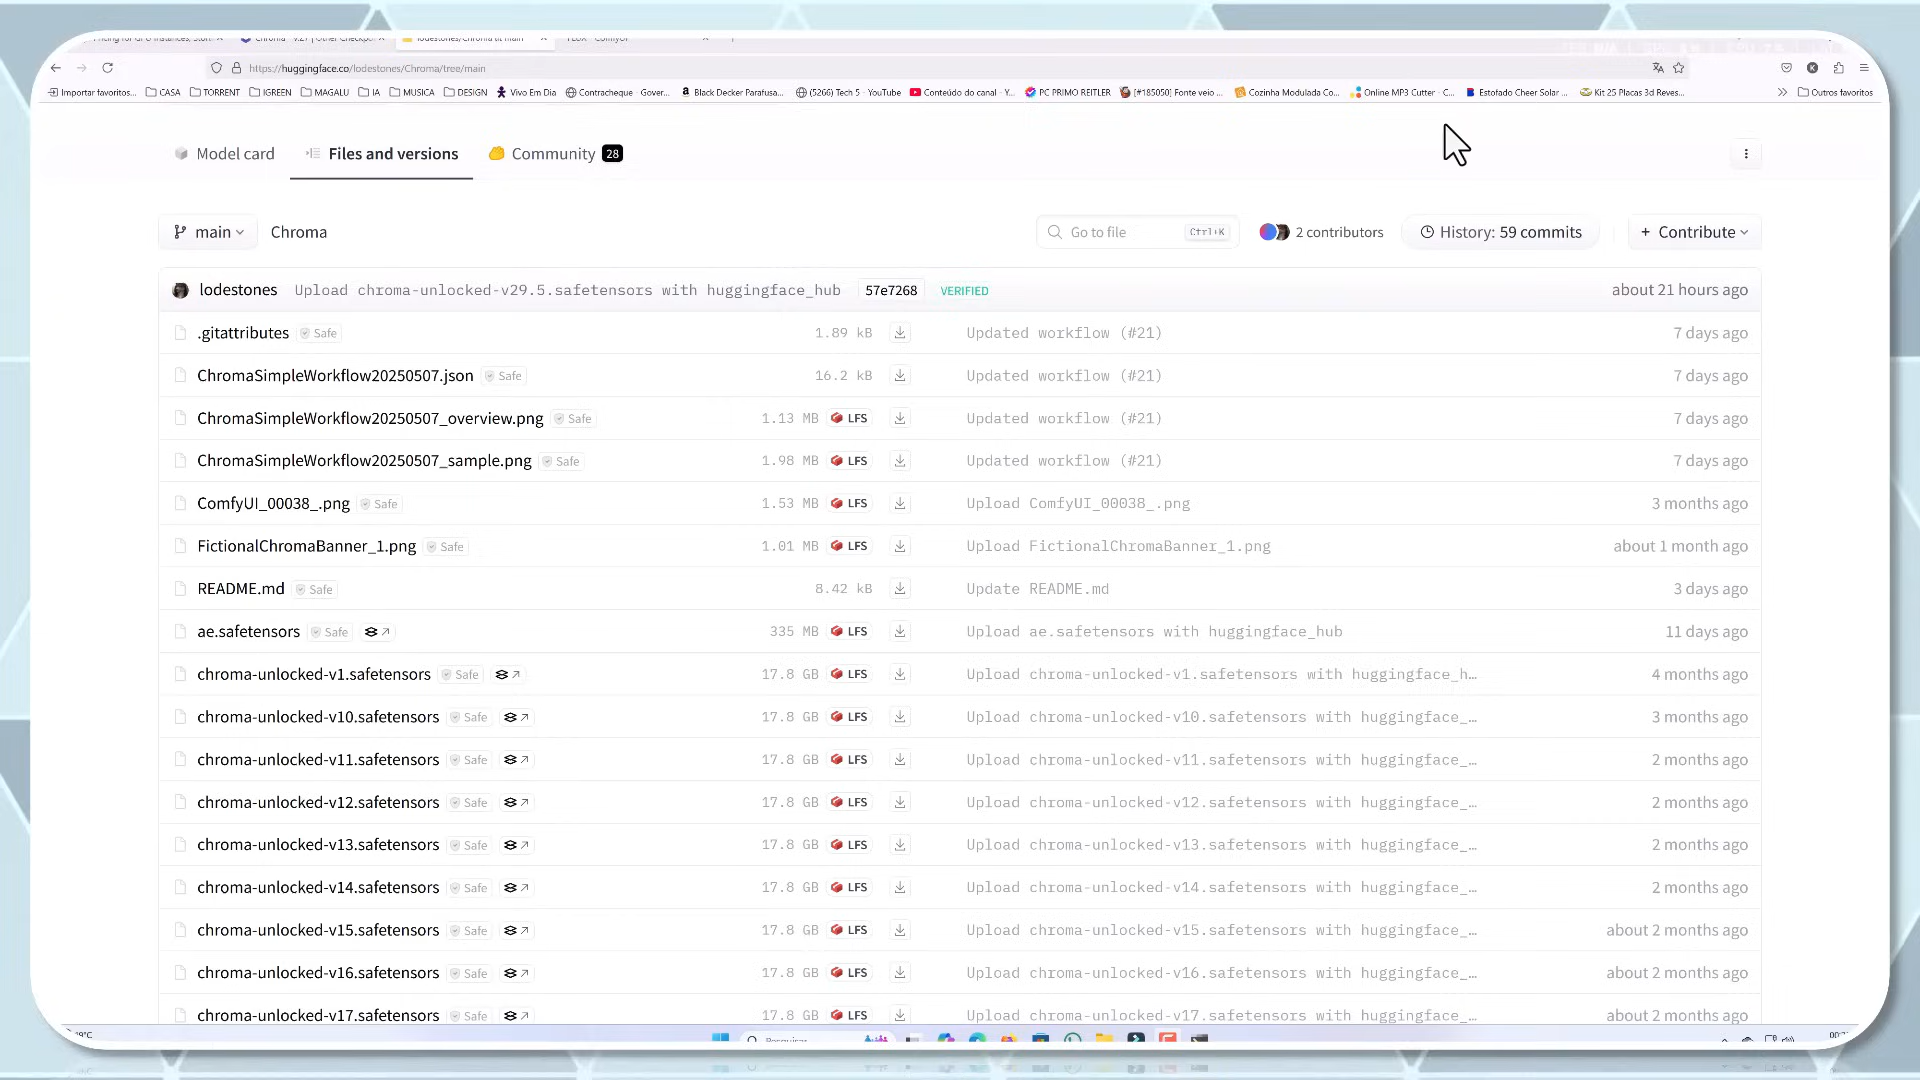 https://huggingface.co/lodestones/Chroma/tree/main
Importar favoritos... CASA TORRENT IGREEN MAGALU IA MUSICA DESIGN Vivo Em Dia Contracheque - Gover... Black Decker Parafusa... (5266) Tech 5 - YouTube Conteúdo do canal - Y... PC PRIMO REITLER [#185050] Fonte veio ... Cozinha Modulada Co... Online MP3 Cutter - C... Estofado Cheer Solar ... Kit 25 Placas 3d Reves... Outros favoritos
Model card Files and versions Community 28
main Chroma Go to file Ctrl+K 2 contributors History: 59 commits + Contribute
lodestones Upload chroma-unlocked-v29.5.safetensors with huggingface_hub 57e7268 VERIFIED about 21 hours ago
.gitattributes Safe 1.89 kB Updated workflow (#21) 7 days ago
ChromaSimpleWorkflow20250507.json Safe 16.2 kB Updated workflow (#21) 7 days ago
ChromaSimpleWorkflow20250507_overview.png Safe 1.13 MB LFS Updated workflow (#21) 7 days ago
ChromaSimpleWorkflow20250507_sample.png Safe 1.98 MB LFS Updated workflow (#21) 7 days ago
ComfyUI_00038_.png Safe 1.53 MB LFS Upload ComfyUI_00038_.png 3 months ago
FictionalChromaBanner_1.png Safe 1.01 MB LFS Upload FictionalChromaBanner_1.png about 1 month ago
README.md Safe 8.42 kB Update README.md 3 days ago
ae.safetensors Safe 335 MB LFS Upload ae.safetensors with huggingface_hub 11 days ago
chroma-unlocked-v1.safetensors Safe 17.8 GB LFS Upload chroma-unlocked-v1.safetensors with huggingface_h... 4 months ago
chroma-unlocked-v10.safetensors Safe 17.8 GB LFS Upload chroma-unlocked-v10.safetensors with huggingface_... 3 months ago
chroma-unlocked-v11.safetensors Safe 17.8 GB LFS Upload chroma-unlocked-v11.safetensors with huggingface_... 2 months ago
chroma-unlocked-v12.safetensors Safe 17.8 GB LFS Upload chroma-unlocked-v12.safetensors with huggingface_... 2 months ago
chroma-unlocked-v13.safetensors Safe 17.8 GB LFS Upload chroma-unlocked-v13.safetensors with huggingface_... 2 months ago
chroma-unlocked-v14.safetensors Safe 17.8 GB LFS Upload chroma-unlocked-v14.safetensors with huggingface_... 2 months ago
chroma-unlocked-v15.safetensors Safe 17.8 GB LFS Upload chroma-unlocked-v15.safetensors with huggingface_... about 2 months ago
chroma-unlocked-v16.safetensors Safe 17.8 GB LFS Upload chroma-unlocked-v16.safetensors with huggingface_... about 2 months ago
chroma-unlocked-v17.safetensors Safe 17.8 GB LFS Upload chroma-unlocked-v17.safetensors with huggingface_... about 2 months ago